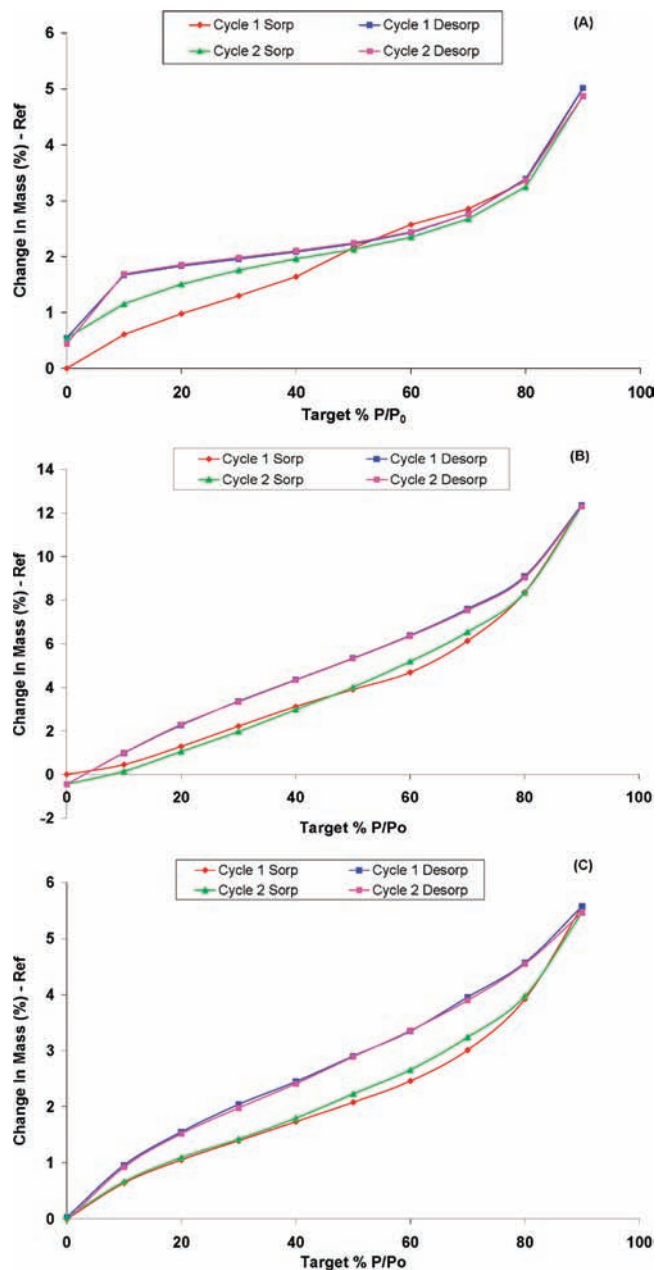 Cycle 1 Sorp Cycle 1 Desorp (A)
Cycle 2 Sorp Cycle 2 Desorp
6
5
4
3
2
1
0
Change In Mass (%) - Ref
0 20 40 60 80 100
Target % P/P₀
Cycle 1 Sorp Cycle 1 Desorp (B)
Cycle 2 Sorp Cycle 2 Desorp
14
12
10
8
6
4
2
0
-2
Change In Mass (%) - Ref
0 20 40 60 80 100
Target % P/Po
Cycle 1 Sorp Cycle 1 Desorp (C)
Cycle 2 Sorp Cycle 2 Desorp
6
5
4
3
2
1
0
Change In Mass (%) - Ref
0 20 40 60 80 100
Target % P/Po